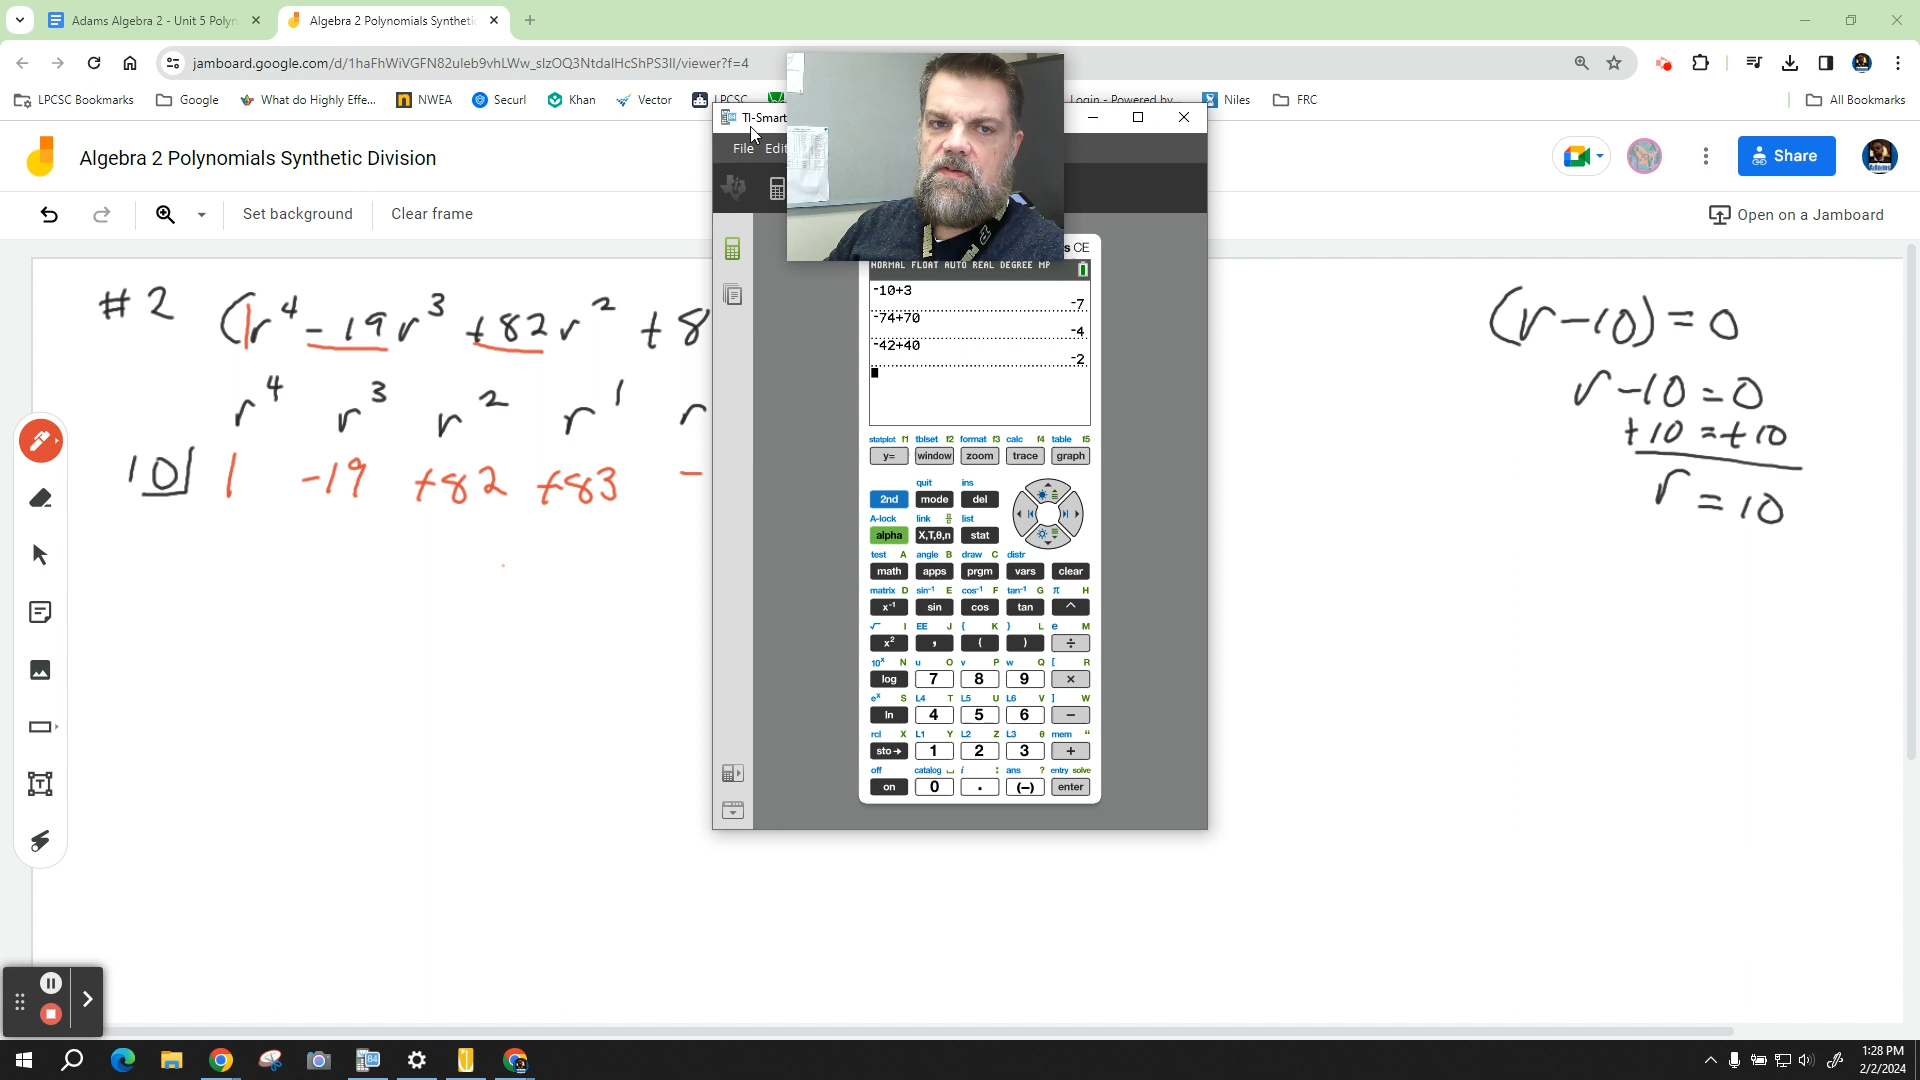 Adams Algebra 2 - Unit 5 Polyn
Algebra 2 Polynomials Synthetic
jamboard.google.com/d/1haFhWiVGFN82uleb9vhLWw_slzOQ3NtdalHcShPS3lI/viewer?f=4
LPCSC Bookmarks Google What do Highly Effe... NWEA Securl Khan Vector LPCSC Login - Powered by... Niles FRC All Bookmarks
TI-Smart
File Edit
Algebra 2 Polynomials Synthetic Division
Share
Set background Clear frame
Open on a Jamboard
# 2 (1r⁴ - 19r³ + 82r² + 8
r⁴ r³ r² r¹ r
10 1 -19 +82 +83 -
(r-10) = 0
r-10 = 0
+10 = +10
r = 10
s CE
NORMAL FLOAT AUTO REAL DEGREE MP
-10+3
-7
-74+70
-4
-42+40
-2
statplot f1 tblset f2 format f3 calc f4 table f5
y= window zoom trace graph
quit ins
2nd mode del
A-lock link list
alpha X,T,θ,n stat
test A angle B draw C distr
math apps prgm vars clear
matrix D sin⁻¹ E cos⁻¹ F tan⁻¹ G π H
x⁻¹ sin cos tan ^
√ I EE J { K } L e M
x² , ( ) ÷
10ˣ N u O v P w Q [ R
log 7 8 9 ×
eˣ S L4 T L5 U L6 V ] W
ln 4 5 6 −
rcl X L1 Y L2 Z L3 θ mem "
sto→ 1 2 3 +
off catalog i : ans ? entry solve
on 0 . (−) enter
1:28 PM
2/2/2024